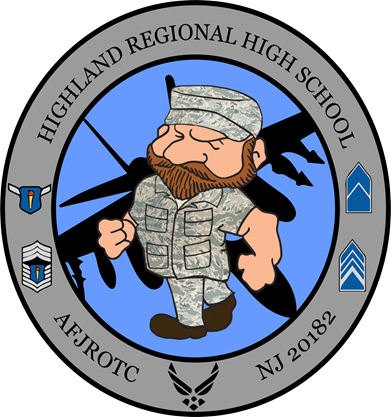 HIGHLAND REGIONAL HIGH SCHOOL
AFJROTC
NJ 20182